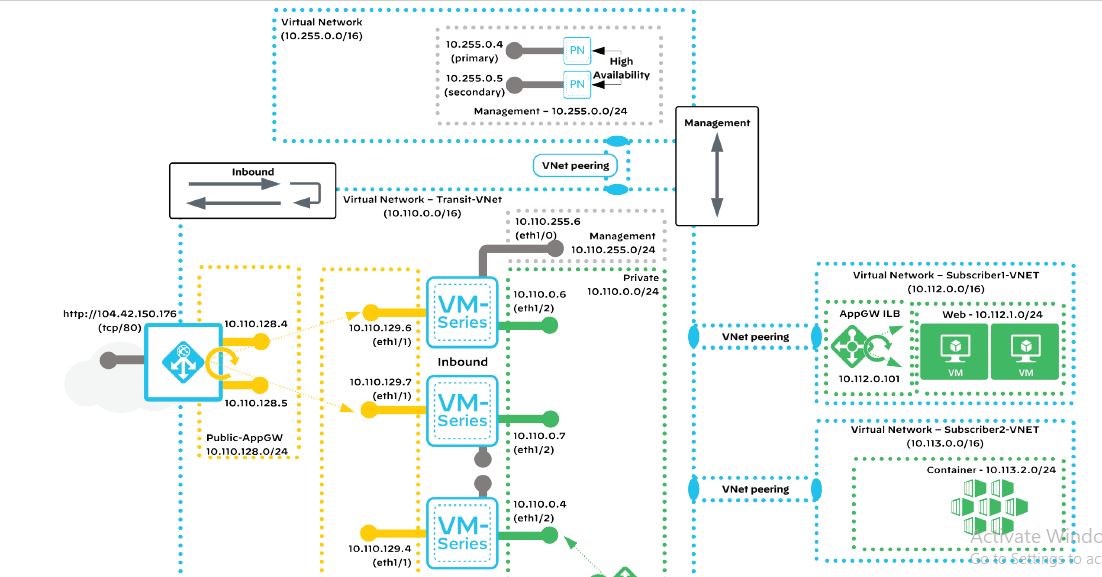 Virtual Network
(10.255.0.0/16)
10.255.0.4
(primary)
PN
High
Availability
10.255.0.5
(secondary)
PN
Management – 10.255.0.0/24
Management
VNet peering
Inbound
Virtual Network – Transit-VNet
(10.110.0.0/16)
10.110.255.6
(eth1/0)
Management
10.110.255.0/24
Private
10.110.0.0/24
http://104.42.150.176
(tcp/80)
10.110.128.4
10.110.128.5
Public-AppGW
10.110.128.0/24
10.110.129.6
(eth1/1)
VM-
Series
10.110.0.6
(eth1/2)
Inbound
10.110.129.7
(eth1/1)
VM-
Series
10.110.0.7
(eth1/2)
10.110.0.4
(eth1/2)
VM-
Series
10.110.129.4
(eth1/1)
VNet peering
Virtual Network – Subscriber1-VNET
(10.112.0.0/16)
AppGW ILB
10.112.0.101
Web - 10.112.1.0/24
VM
VM
VNet peering
Virtual Network – Subscriber2-VNET
(10.113.0.0/16)
Container - 10.113.2.0/24
Activate Windo
Go to Settings to ac